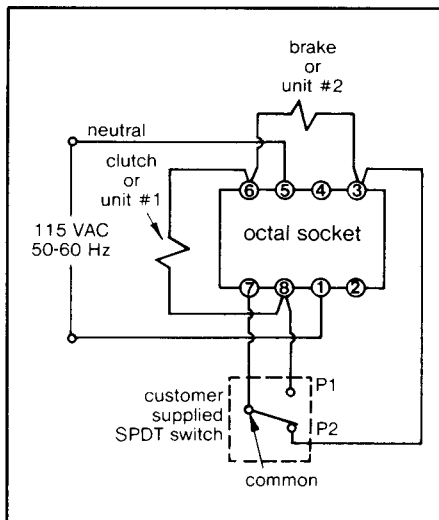 brake
or
unit #2
neutral
clutch
or
unit #1
6 5 4 3
115 VAC
50-60 Hz
octal socket
7 8 1 2
P1
customer
supplied
SPDT switch
P2
common